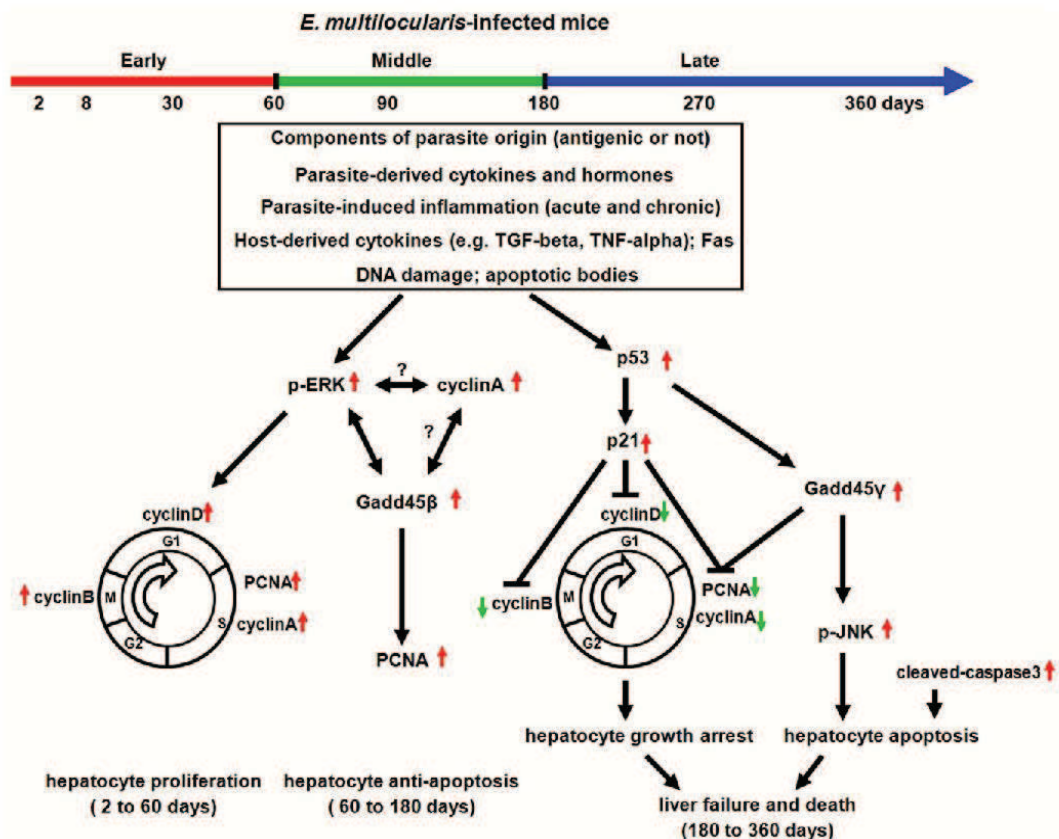 E. multilocularis-infected mice
Early Middle Late
2 8 30 60 90 180 270 360 days
Components of parasite origin (antigenic or not)
Parasite-derived cytokines and hormones
Parasite-induced inflammation (acute and chronic)
Host-derived cytokines (e.g. TGF-beta, TNF-alpha); Fas
DNA damage; apoptotic bodies
p-ERK ? cyclinA
?
Gadd45β
PCNA
cyclinD
G1
cyclinB M PCNA
S cyclinA
G2
p53
p21
Gadd45γ
cyclinD
G1
cyclinB M PCNA
S cyclinA
G2
p-JNK
cleaved-caspase3
hepatocyte growth arrest hepatocyte apoptosis
hepatocyte proliferation
( 2 to 60 days)
hepatocyte anti-apoptosis
( 60 to 180 days)
liver failure and death
(180 to 360 days)